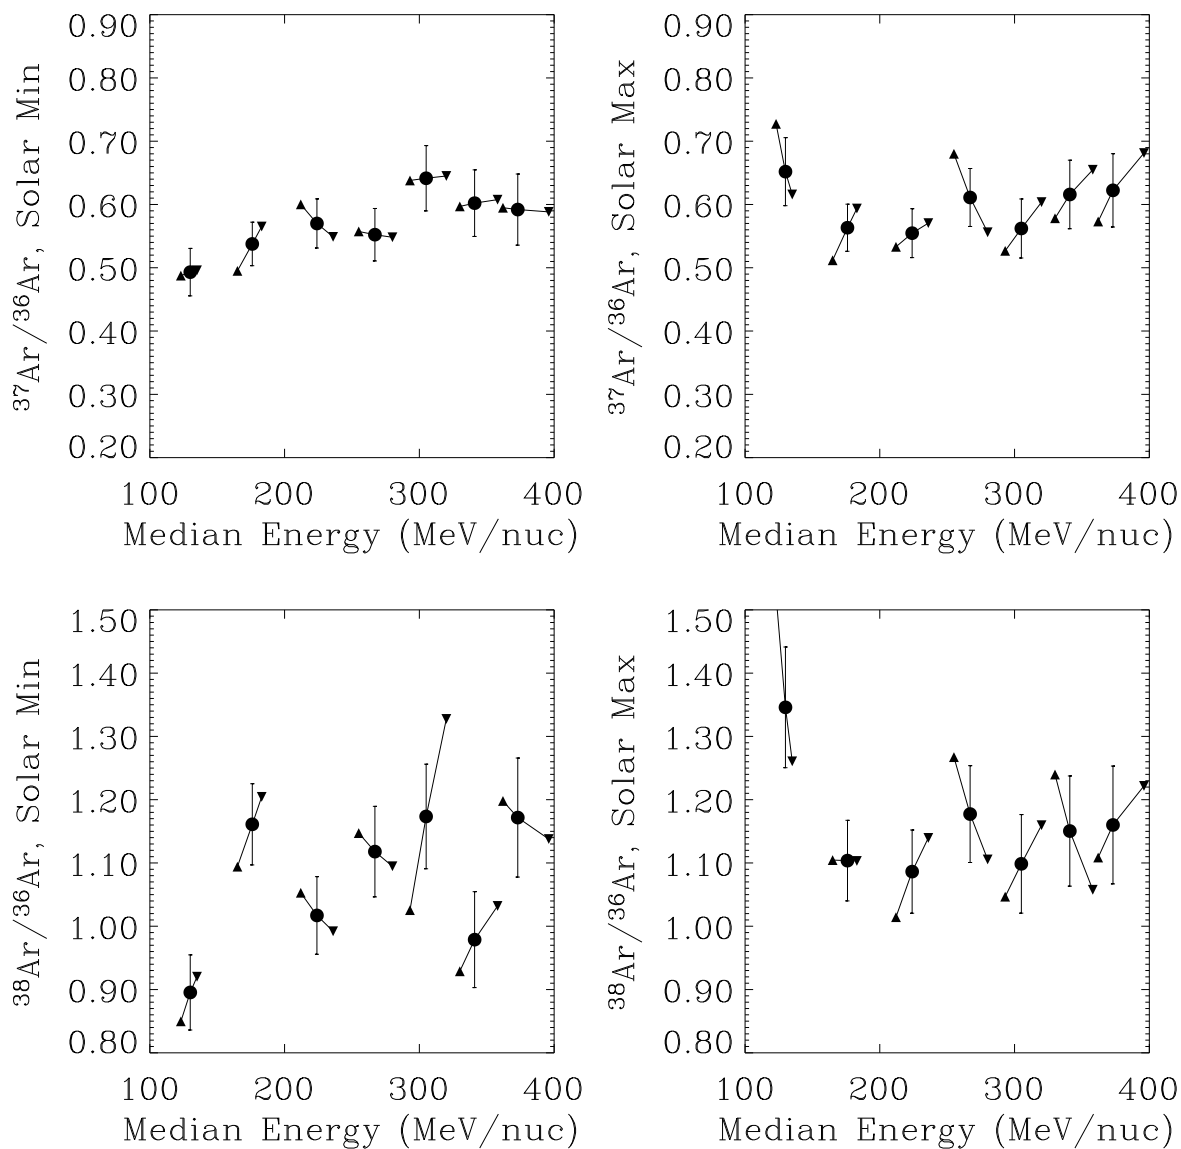 0.90
0.80
0.70
0.60
0.50
0.40
0.30
0.20
³⁷Ar/³⁶Ar, Solar Min
100 200 300 400
Median Energy (MeV/nuc)
0.90
0.80
0.70
0.60
0.50
0.40
0.30
0.20
³⁷Ar/³⁶Ar, Solar Max
100 200 300 400
Median Energy (MeV/nuc)
1.50
1.40
1.30
1.20
1.10
1.00
0.90
0.80
³⁸Ar/³⁶Ar, Solar Min
100 200 300 400
Median Energy (MeV/nuc)
1.50
1.40
1.30
1.20
1.10
1.00
0.90
0.80
³⁸Ar/³⁶Ar, Solar Max
100 200 300 400
Median Energy (MeV/nuc)